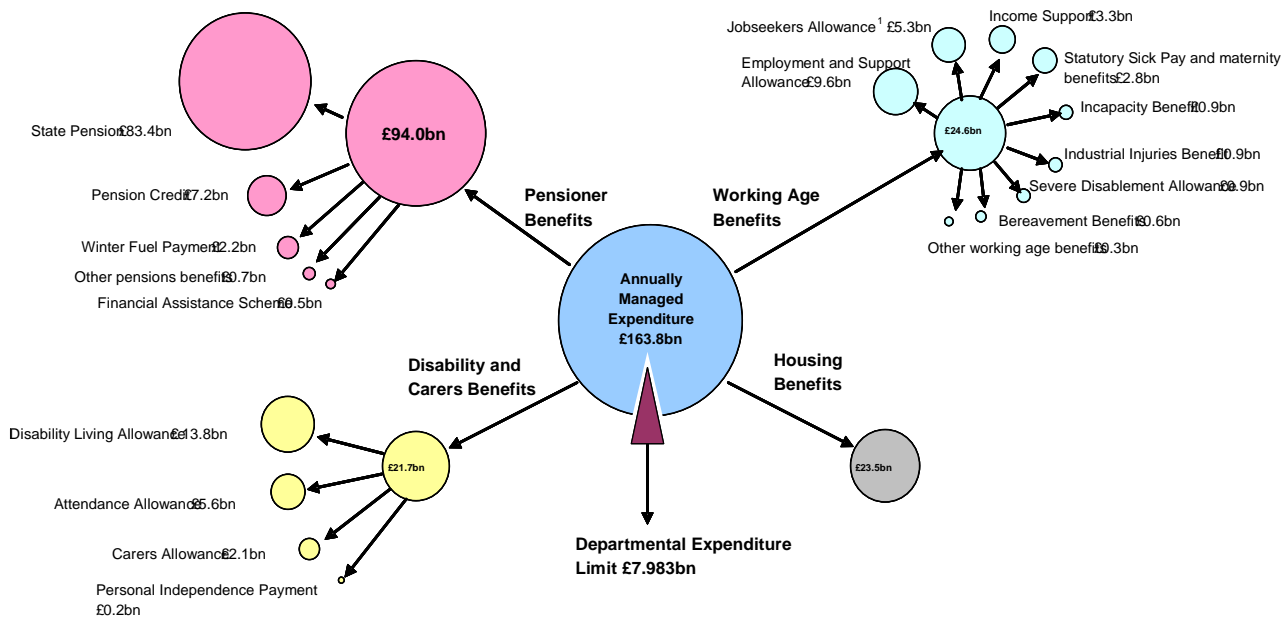 Jobseekers Allowance¹ £5.3bn
Income Support £3.3bn
Employment and Support
Allowance £9.6bn
Statutory Sick Pay and maternity
benefits £2.8bn
Incapacity Benefit £0.9bn
Industrial Injuries Benefit £0.9bn
Severe Disablement Allowance £0.9bn
Bereavement Benefits £0.6bn
Other working age benefits £0.3bn
£24.6bn
Working Age
Benefits
State Pension £83.4bn
£94.0bn
Pension Credit £7.2bn
Winter Fuel Payment £2.2bn
Other pensions benefits £0.7bn
Financial Assistance Scheme £0.5bn
Pensioner
Benefits
Annually
Managed
Expenditure
£163.8bn
Disability and
Carers Benefits
Housing
Benefits
Disability Living Allowance £13.8bn
£21.7bn
£23.5bn
Attendance Allowance £5.6bn
Carers Allowance £2.1bn
Personal Independence Payment
£0.2bn
Departmental Expenditure
Limit £7.983bn